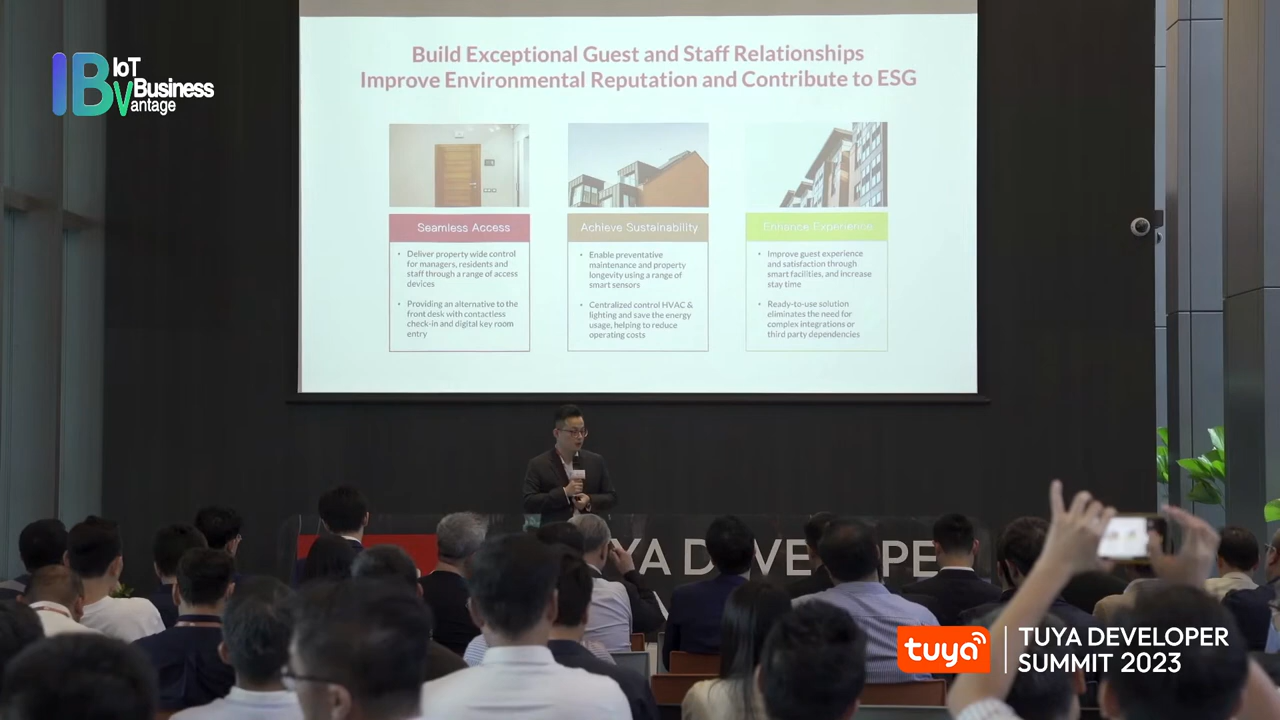 IB IoT
vBusiness
Vantage
Build Exceptional Guest and Staff Relationships
Improve Environmental Reputation and Contribute to ESG
Seamless Access
• Deliver property wide control
for managers, residents and
staff through a range of access
devices
• Providing an alternative to the
front desk with contactless
check-in and digital key room
entry
Achieve Sustainability
• Enable preventative
maintenance and property
longevity using a range of
smart sensors
• Centralized control HVAC &
lighting and save the energy
usage, helping to reduce
operating costs
Enhance Experience
• Improve guest experience
and satisfaction through
smart facilities, and increase
stay time
• Ready-to-use solution
eliminates the need for
complex integrations or
third party dependencies
YA DEVE PE
tuya
TUYA DEVELOPER
SUMMIT 2023